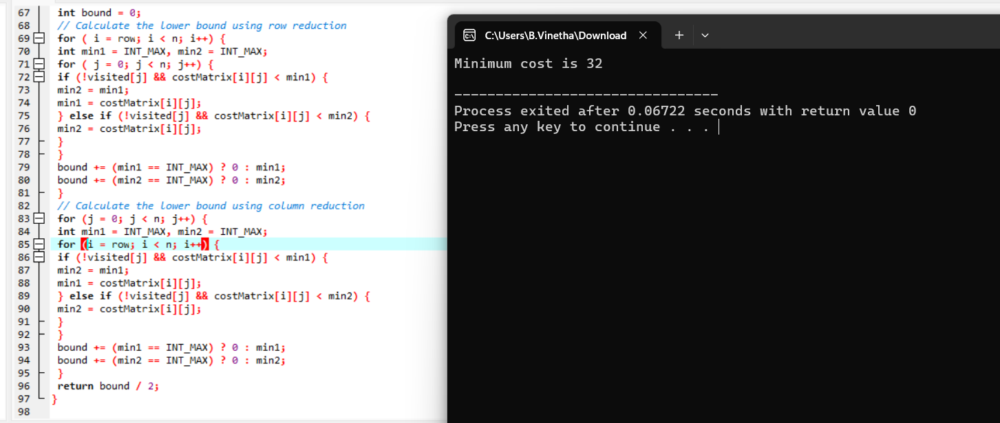 67 int bound = 0;
68 // Calculate the lower bound using row reduction
69 for ( i = row; i < n; i++) {
70 int min1 = INT_MAX, min2 = INT_MAX;
71 for ( j = 0; j < n; j++) {
72 if (!visited[j] && costMatrix[i][j] < min1) {
73 min2 = min1;
74 min1 = costMatrix[i][j];
75 } else if (!visited[j] && costMatrix[i][j] < min2) {
76 min2 = costMatrix[i][j];
77 }
78 }
79 bound += (min1 == INT_MAX) ? 0 : min1;
80 bound += (min2 == INT_MAX) ? 0 : min2;
81 }
82 // Calculate the lower bound using column reduction
83 for (j = 0; j < n; j++) {
84 int min1 = INT_MAX, min2 = INT_MAX;
85 for (i = row; i < n; i++) {
86 if (!visited[j] && costMatrix[i][j] < min1) {
87 min2 = min1;
88 min1 = costMatrix[i][j];
89 } else if (!visited[j] && costMatrix[i][j] < min2) {
90 min2 = costMatrix[i][j];
91 }
92 }
93 bound += (min1 == INT_MAX) ? 0 : min1;
94 bound += (min2 == INT_MAX) ? 0 : min2;
95 }
96 return bound / 2;
97 }
98
C:\Users\B.Vinetha\Download
Minimum cost is 32
--------------------------------
Process exited after 0.06722 seconds with return value 0
Press any key to continue . . .